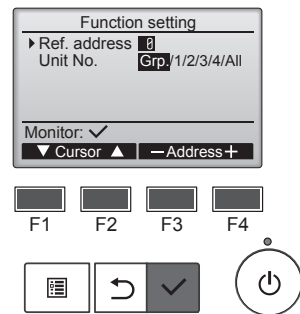 Function setting
Ref. address 0
Unit No. Grp./1/2/3/4/All
Monitor: ✓
▼ Cursor ▲ −Address+
F1 F2 F3 F4